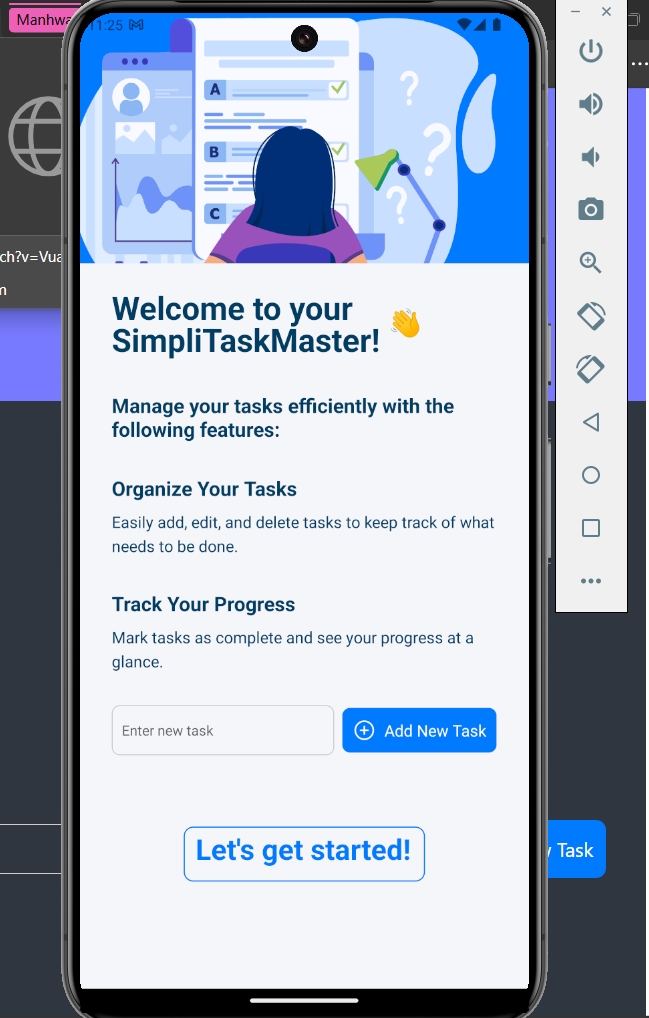 Manhwa
11:25
A
B
C
ch?v=Vua
m
Welcome to your
SimpliTaskMaster! 👋
Manage your tasks efficiently with the
following features:
Organize Your Tasks
Easily add, edit, and delete tasks to keep track of what
needs to be done.
Track Your Progress
Mark tasks as complete and see your progress at a
glance.
Enter new task
Add New Task
Task
Let's get started!